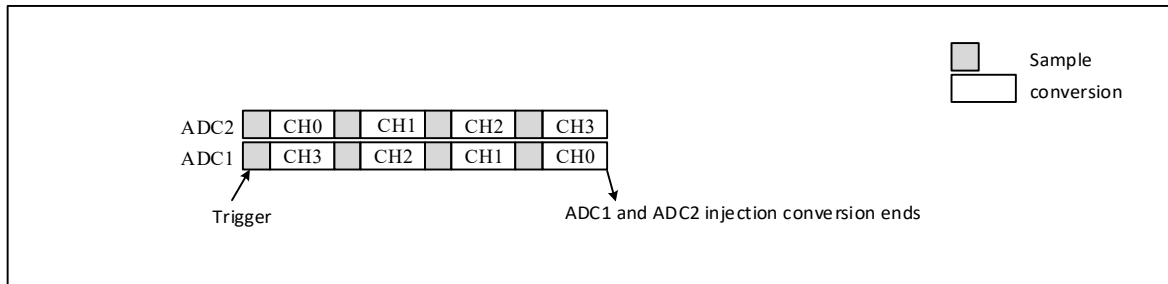 Sample
conversion
ADC2 CH0 CH1 CH2 CH3
ADC1 CH3 CH2 CH1 CH0
Trigger
ADC1 and ADC2 injection conversion ends